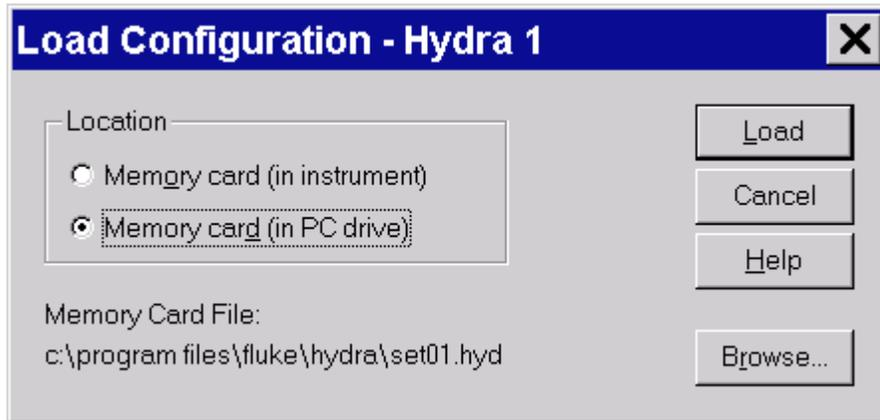 Load Configuration - Hydra 1
Location
Memory card (in instrument)
Memory card (in PC drive)
Load
Cancel
Help
Memory Card File:
c:\program files\fluke\hydra\set01.hyd
Browse...